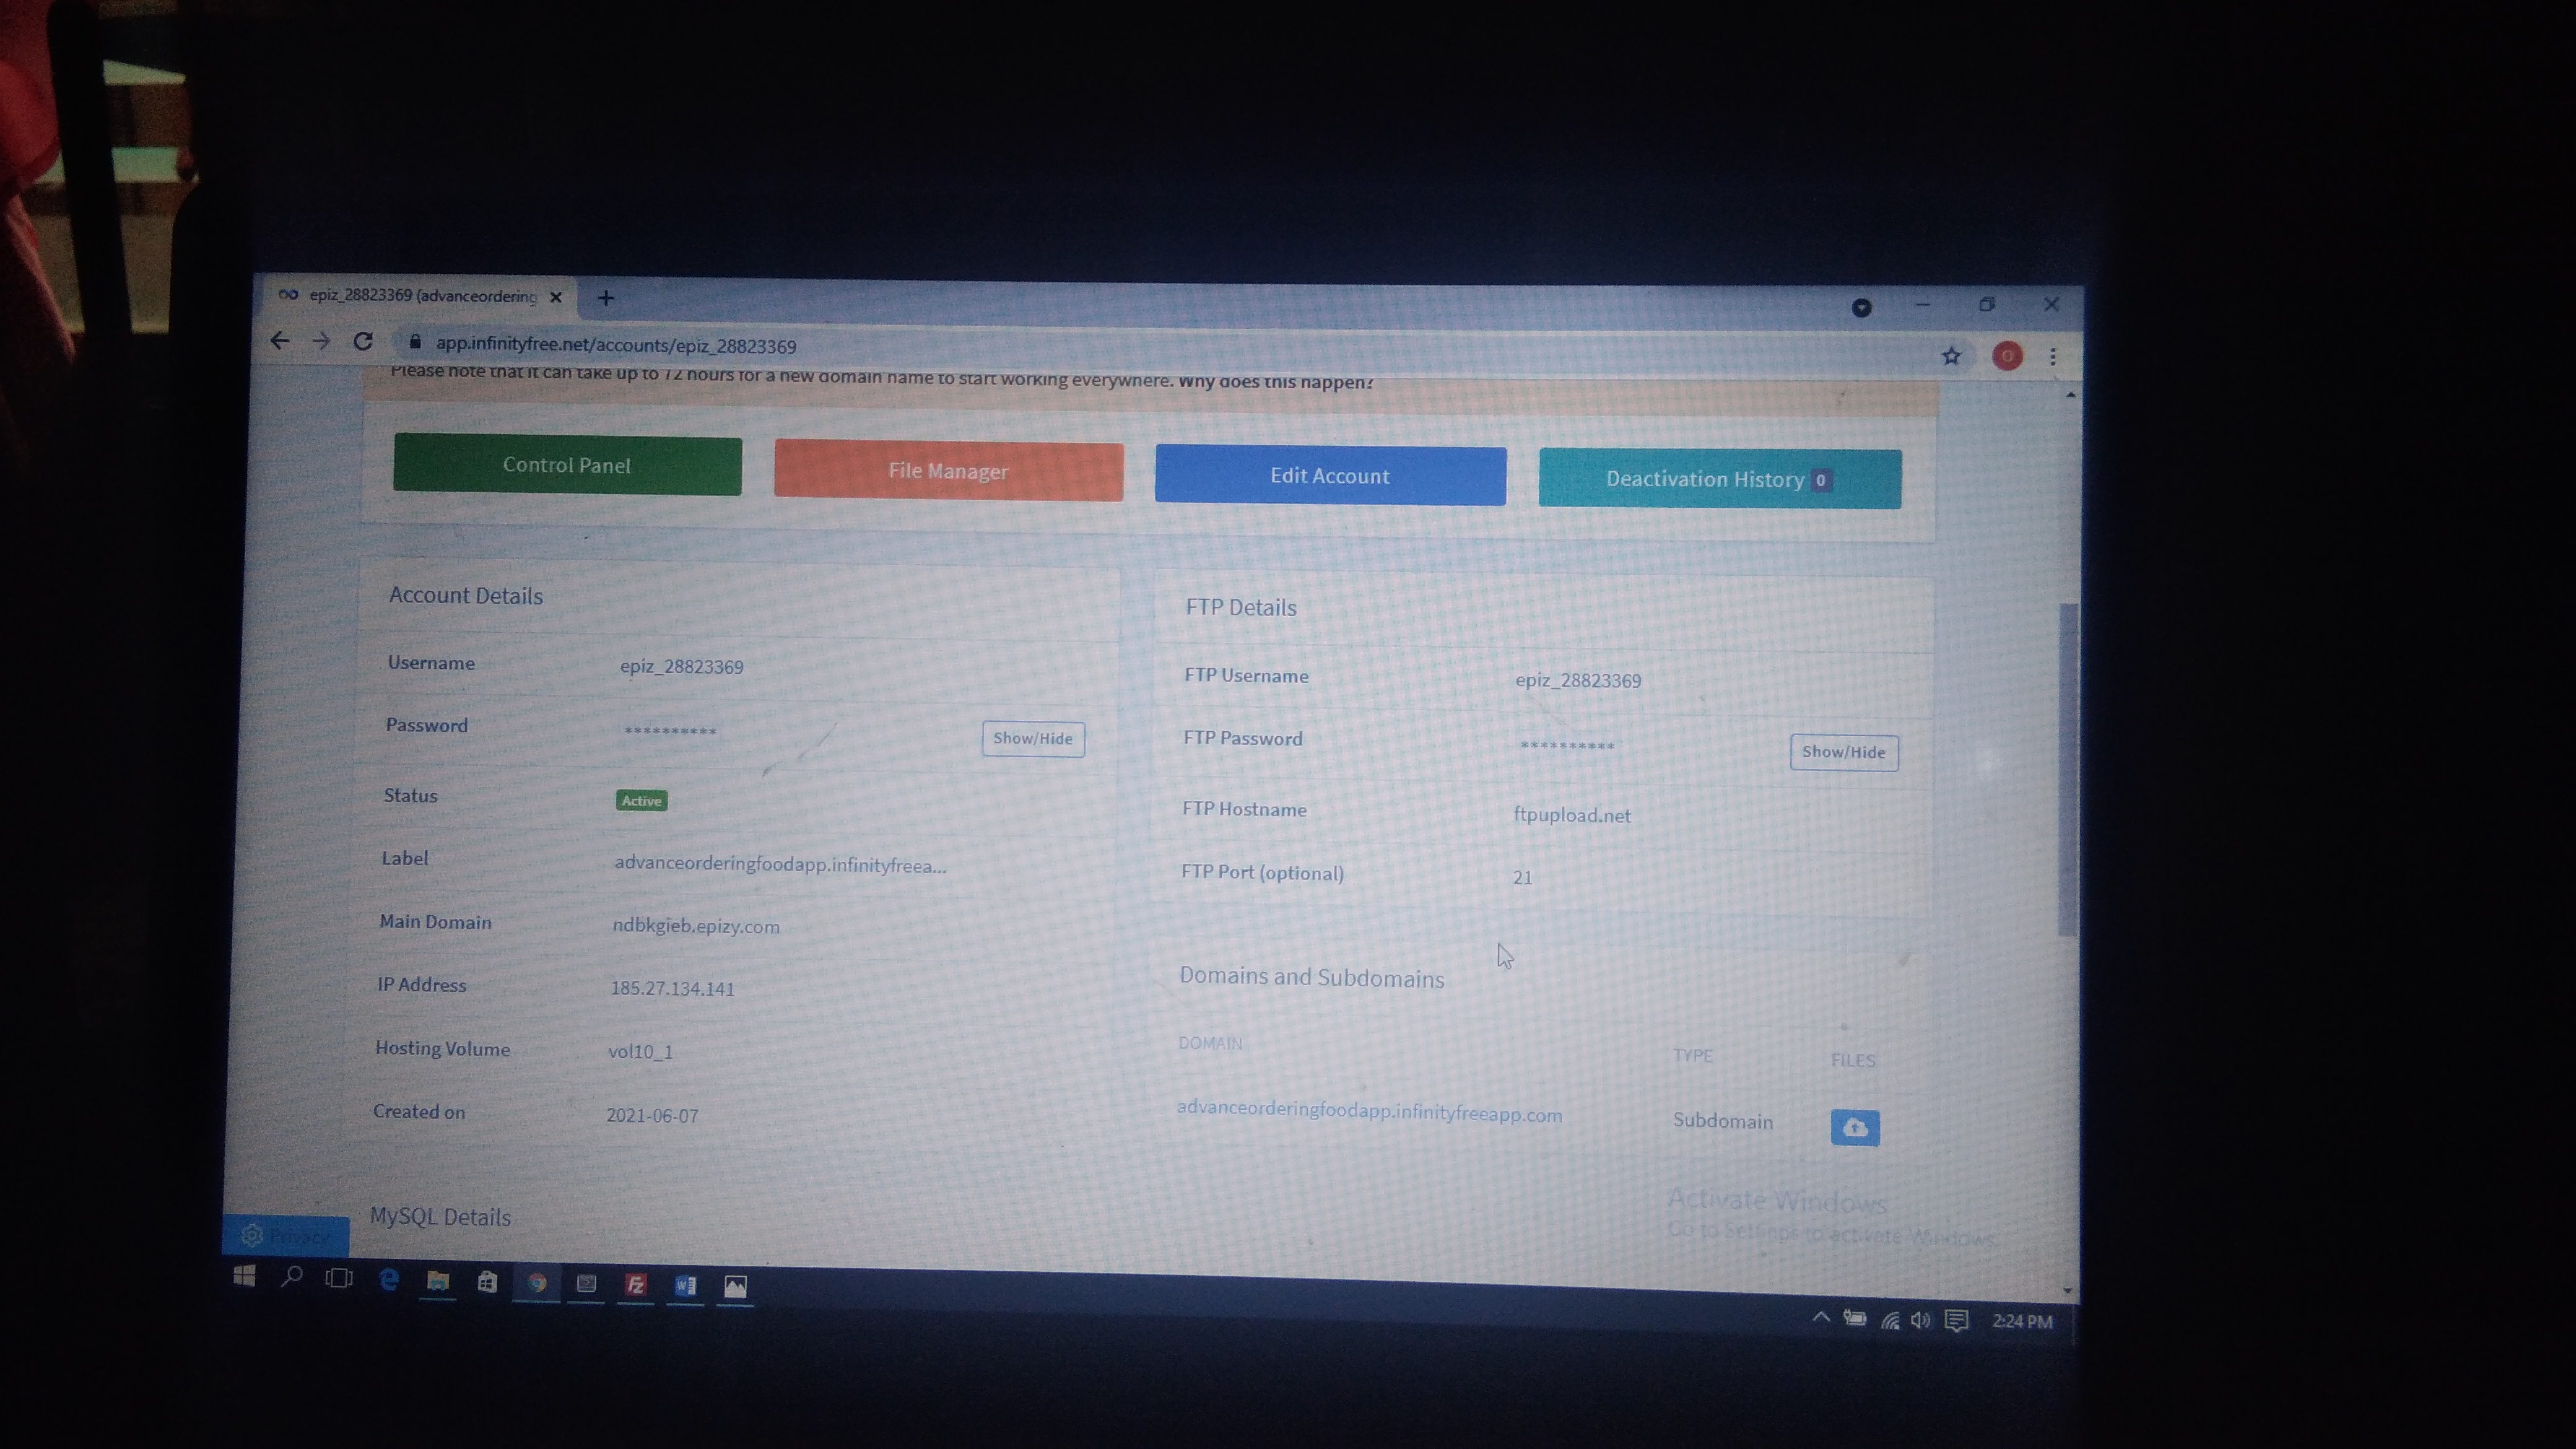 epiz_28823369 (advanceordering
app.infinityfree.net/accounts/epiz_28823369
O
Please note that it can take up to 72 hours for a new domain name to start working everywhere. Why does this happen?
Control Panel
File Manager
Edit Account
Deactivation History 0
Account Details
Username epiz_28823369
Password ********** Show/Hide
Status Active
Label advanceorderingfoodapp.infinityfreea...
Main Domain ndbkgieb.epizy.com
IP Address 185.27.134.141
Hosting Volume vol10_1
Created on 2021-06-07
MySQL Details
FTP Details
FTP Username epiz_28823369
FTP Password ********** Show/Hide
FTP Hostname ftpupload.net
FTP Port (optional) 21
Domains and Subdomains
DOMAIN TYPE FILES
advanceorderingfoodapp.infinityfreeapp.com Subdomain
Activate Windows
Go to Settings to activate Windows.
Privacy
2:24 PM